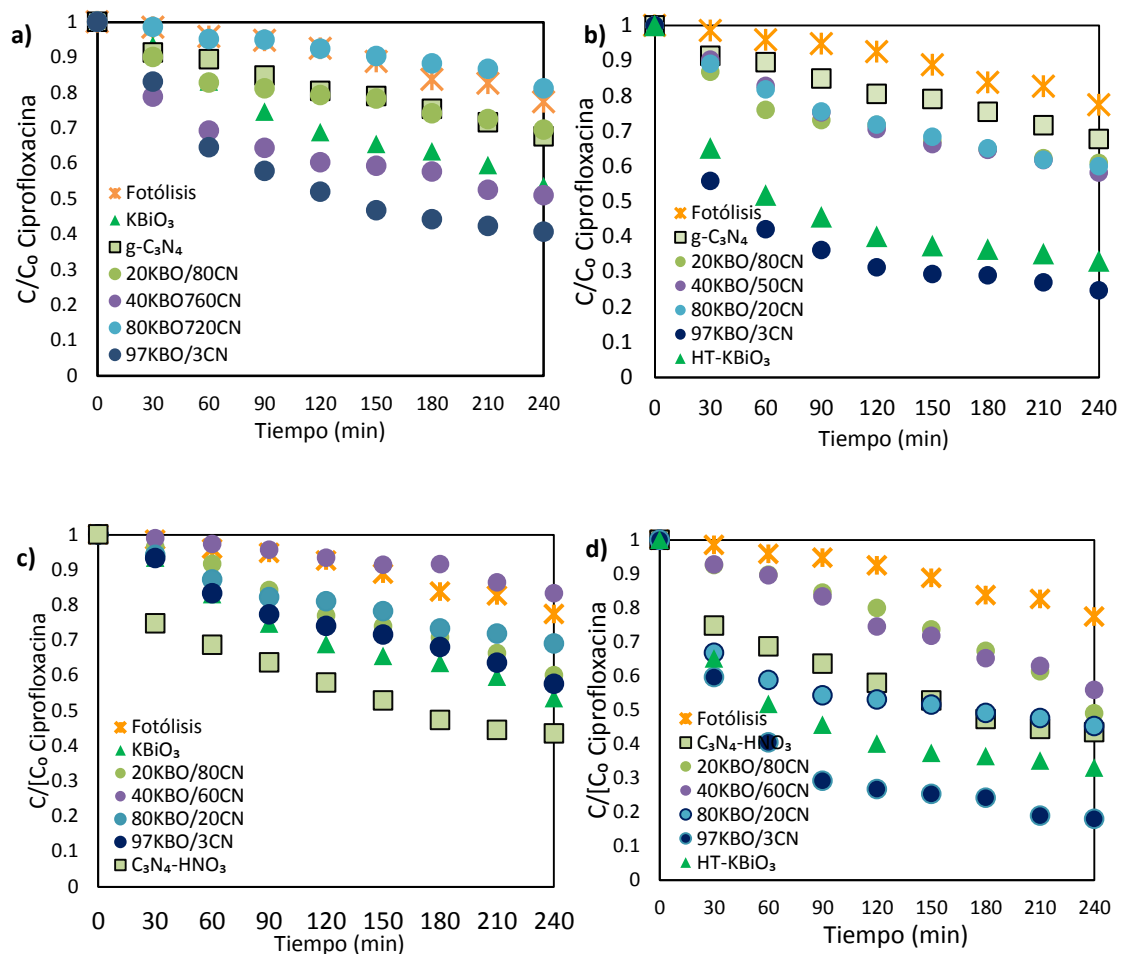 a)
C/C₀ Ciprofloxacina
1
0.9
0.8
0.7
0.6
0.5
0.4
0.3
0.2
0.1
0
Fotólisis
KBiO₃
g-C₃N₄
20KBO/80CN
40KBO760CN
80KBO720CN
97KBO/3CN
0 30 60 90 120 150 180 210 240
Tiempo (min)
b)
C/C₀ Ciprofloxacina
1
0.9
0.8
0.7
0.6
0.5
0.4
0.3
0.2
0.1
0
Fotólisis
g-C₃N₄
20KBO/80CN
40KBO/50CN
80KBO/20CN
97KBO/3CN
HT-KBiO₃
0 30 60 90 120 150 180 210 240
Tiempo (min)
c)
C/[C₀ Ciprofloxacina
1
0.9
0.8
0.7
0.6
0.5
0.4
0.3
0.2
0.1
0
Fotólisis
KBiO₃
20KBO/80CN
40KBO/60CN
80KBO/20CN
97KBO/3CN
C₃N₄-HNO₃
0 30 60 90 120 150 180 210 240
Tiempo (min)
d)
C/[C₀ Ciprofloxacina
1
0.9
0.8
0.7
0.6
0.5
0.4
0.3
0.2
0.1
0
Fotólisis
C₃N₄-HNO₃
20KBO/80CN
40KBO/60CN
80KBO/20CN
97KBO/3CN
HT-KBiO₃
0 30 60 90 120 150 180 210 240
Tiempo (min)